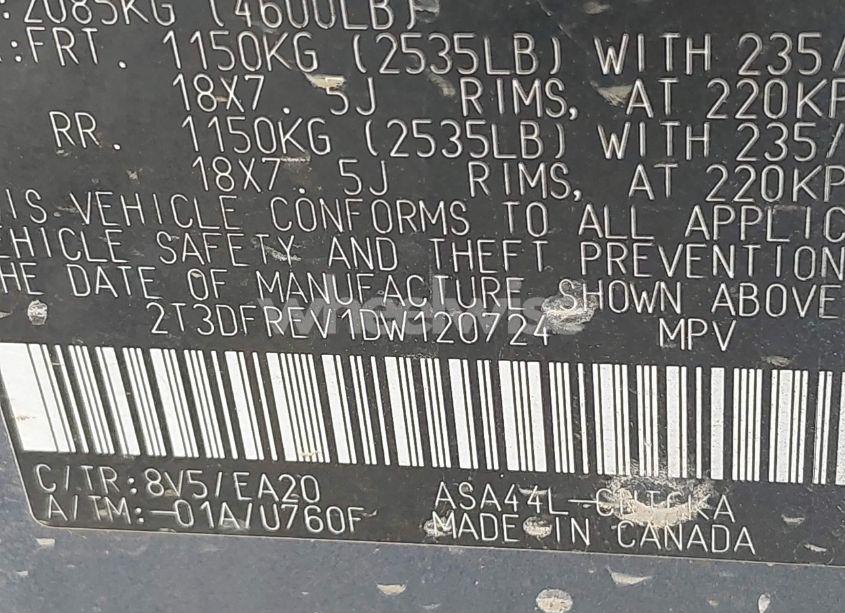 :2085KG (4600LB)
:FRT. 1150KG (2535LB) WITH 235/
18X7.5J RIMS, AT 220KP
RR. 1150KG (2535LB) WITH 235/
18X7.5J RIMS, AT 220KP
IS VEHICLE CONFORMS TO ALL APPLIC
EHICLE SAFETY AND THEFT PREVENTION
HE DATE OF MANUFACTURE SHOWN ABOVE
2T3DFREV1DW120724 MPV
C/TR:8V5/EA20 ASA44L-
A/TM:-01A/U760F MADE IN CANADA